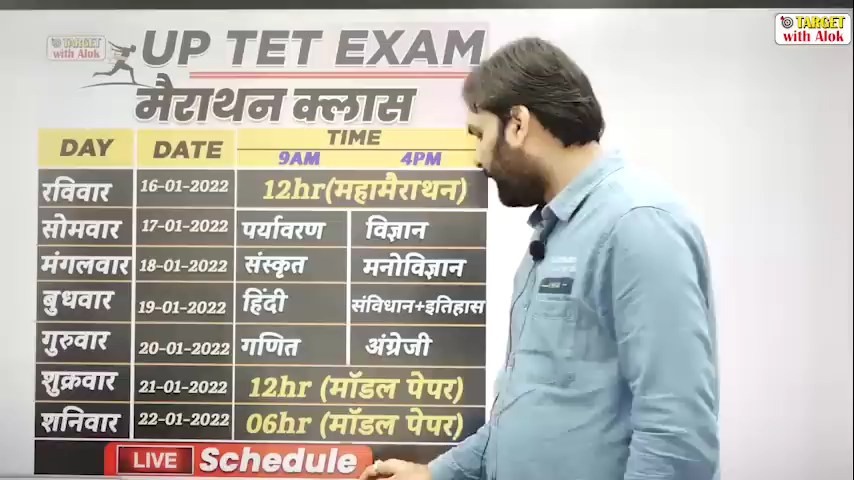 TARGET
with Alok
TARGET
with Alok
UP TET EXAM
मैराथन क्लास
DAY DATE TIME
9AM 4PM
रविवार 16-01-2022 12hr(महामैराथन)
सोमवार 17-01-2022 पर्यावरण विज्ञान
मंगलवार 18-01-2022 संस्कृत मनोविज्ञान
बुधवार 19-01-2022 हिंदी संविधान+इतिहास
गुरुवार 20-01-2022 गणित अंग्रेजी
शुक्रवार 21-01-2022 12hr (मॉडल पेपर)
शनिवार 22-01-2022 06hr (मॉडल पेपर)
LIVE Schedule